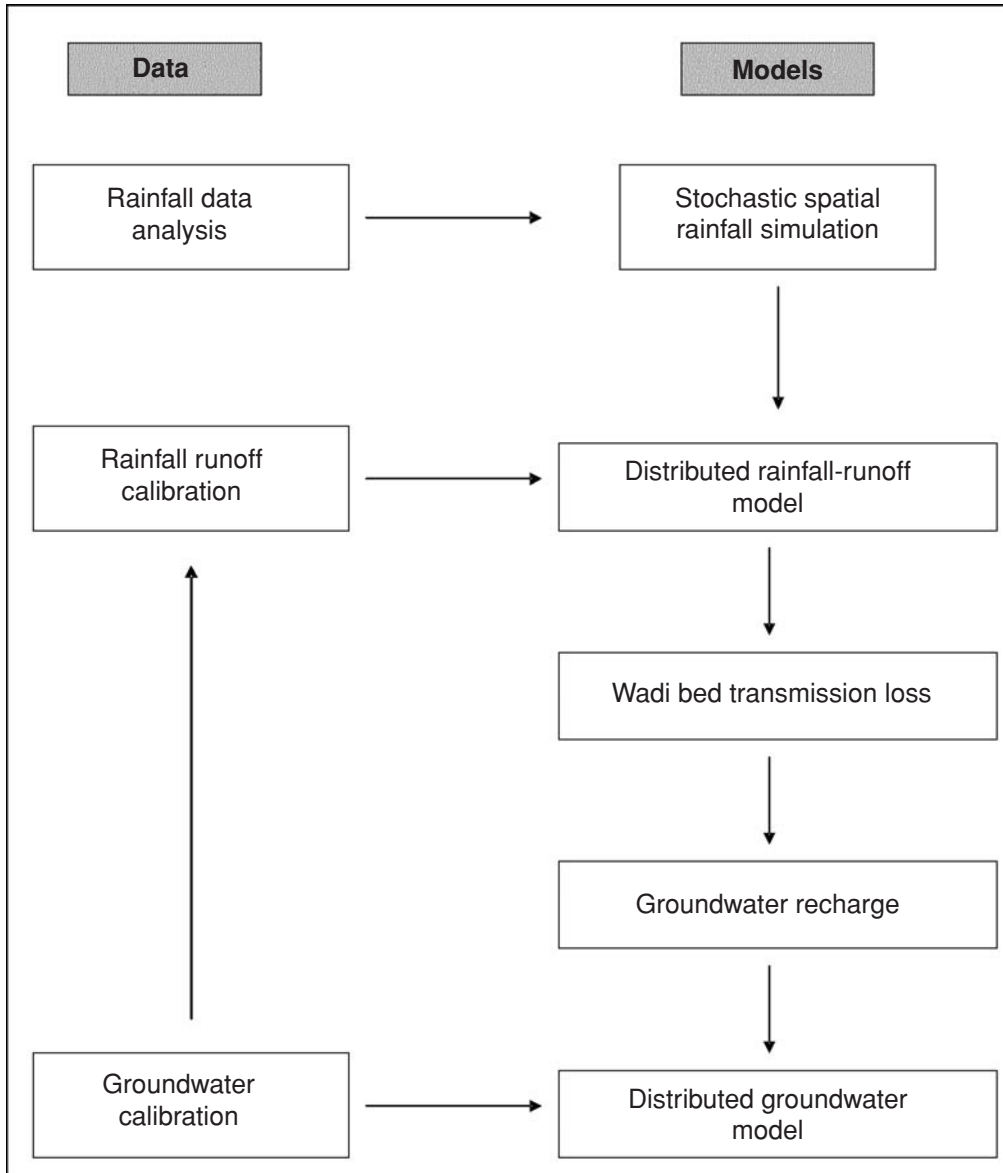 Data
Models
Rainfall data
analysis
Stochastic spatial
rainfall simulation
Rainfall runoff
calibration
Distributed rainfall-runoff
model
Wadi bed transmission loss
Groundwater recharge
Groundwater
calibration
Distributed groundwater
model